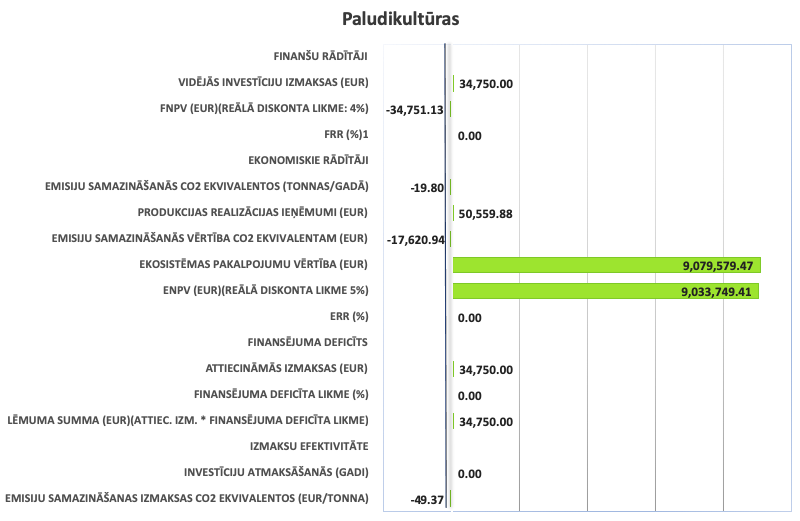 Paludikultūras
FINANŠU RĀDĪTĀJI
VIDĒJĀS INVESTĪCIJU IZMAKSAS (EUR) 34,750.00
FNPV (EUR)(REĀLĀ DISKONTA LIKME: 4%) -34,751.13
FRR (%)1 0.00
EKONOMISKIE RĀDĪTĀJI
EMISIJU SAMAZINĀŠANĀS CO2 EKVIVALENTOS (TONNAS/GADĀ) -19.80
PRODUKCIJAS REALIZĀCIJAS IEŅĒMUMI (EUR) 50,559.88
EMISIJU SAMAZINĀŠANĀS VĒRTĪBA CO2 EKVIVALENTAM (EUR) -17,620.94
EKOSISTĒMAS PAKALPOJUMU VĒRTĪBA (EUR) 9,079,579.47
ENPV (EUR)(REĀLĀ DISKONTA LIKME 5%) 9,033,749.41
ERR (%) 0.00
FINANSĒJUMA DEFICĪTS
ATTIECINĀMĀS IZMAKSAS (EUR) 34,750.00
FINANSĒJUMA DEFICĪTA LIKME (%) 0.00
LĒMUMA SUMMA (EUR)(ATTIEC. IZM. * FINANSĒJUMA DEFICĪTA LIKME) 34,750.00
IZMAKSU EFEKTIVITĀTE
INVESTĪCIJU ATMAKSĀŠANĀS (GADI) 0.00
EMISIJU SAMAZINĀŠANAS IZMAKSAS CO2 EKVIVALENTOS (EUR/TONNA) -49.37